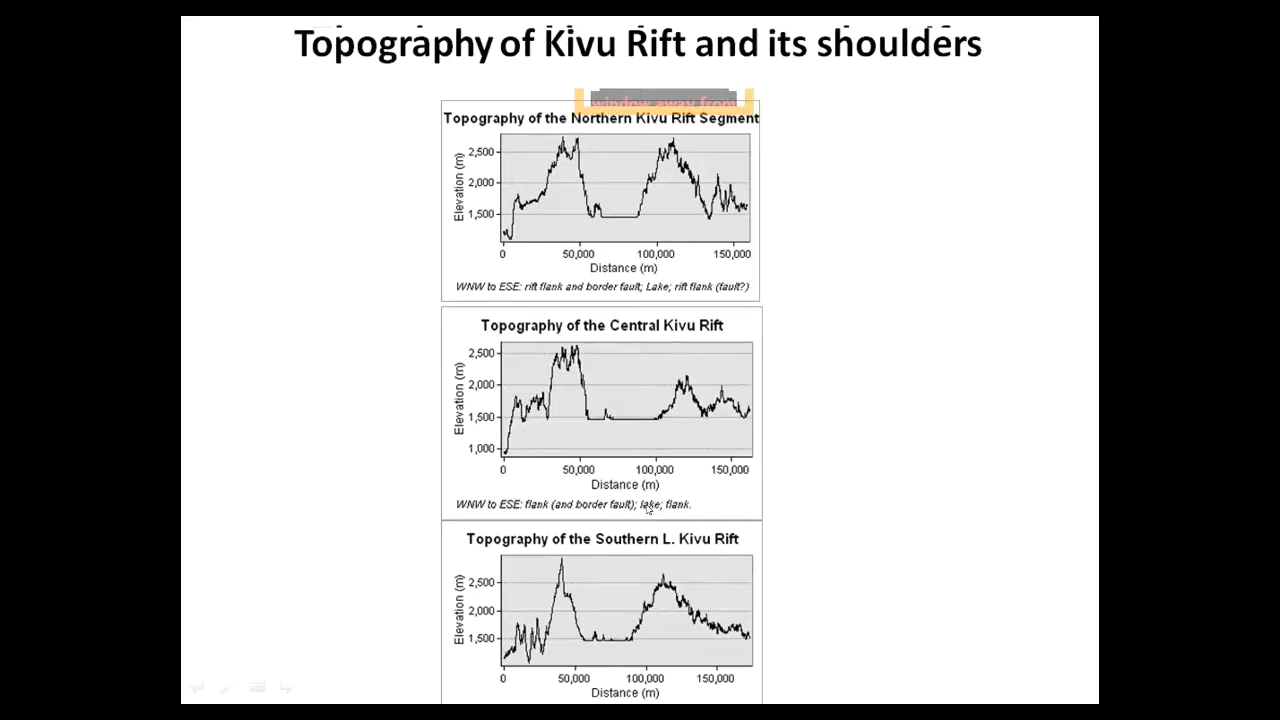 Topography of Kivu Rift and its shoulders
window away from
Topography of the Northern Kivu Rift Segment
Elevation (m)
2,500
2,000
1,500
0 50,000 100,000 150,000
Distance (m)
WNW to ESE: rift flank and border fault; Lake; rift flank (fault?)
Topography of the Central Kivu Rift
Elevation (m)
2,500
2,000
1,500
1,000
0 50,000 100,000 150,000
Distance (m)
WNW to ESE: flank (and border fault); lake; flank.
Topography of the Southern L. Kivu Rift
Elevation (m)
2,500
2,000
1,500
0 50,000 100,000 150,000
Distance (m)